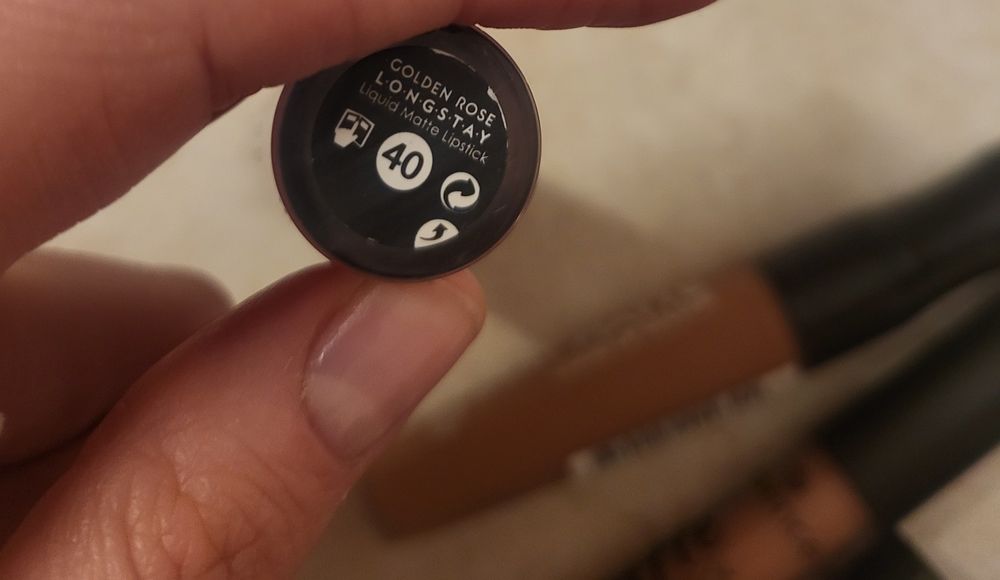 GOLDEN ROSE
L·O·N·G·S·T·A·Y
Liquid Matte Lipstick
40